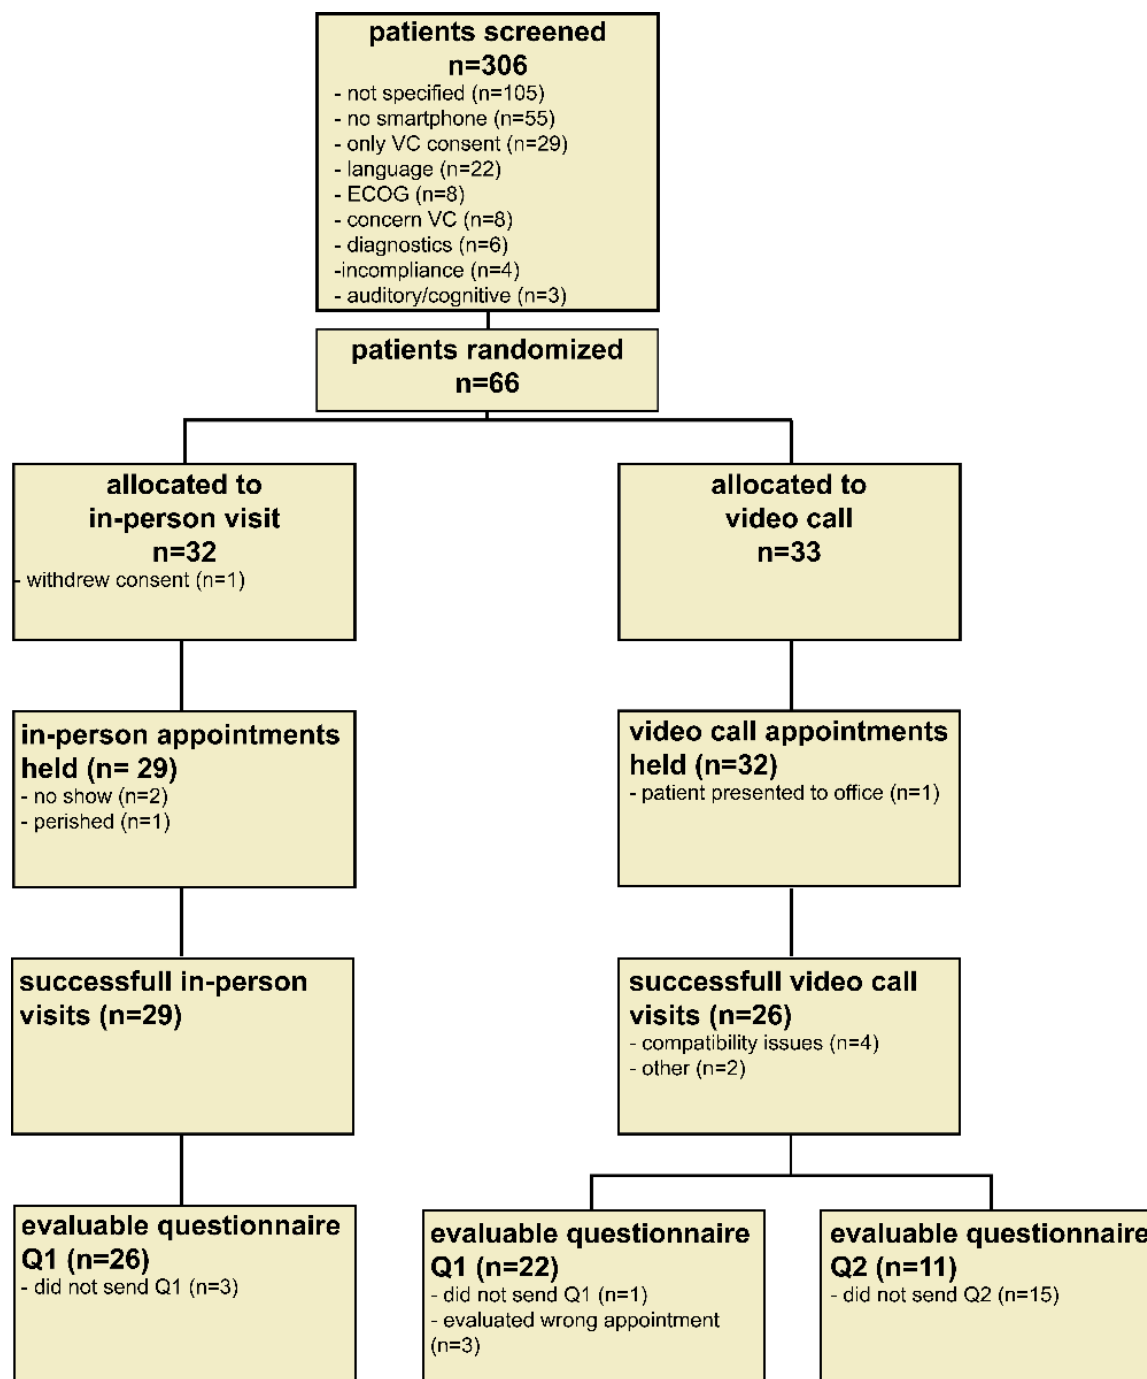 patients screened
n=306
- not specified (n=105)
- no smartphone (n=55)
- only VC consent (n=29)
- language (n=22)
- ECOG (n=8)
- concern VC (n=8)
- diagnostics (n=6)
-incompliance (n=4)
- auditory/cognitive (n=3)
patients randomized
n=66
allocated to
in-person visit
n=32
- withdrew consent (n=1)
allocated to
video call
n=33
in-person appointments
held (n= 29)
- no show (n=2)
- perished (n=1)
video call appointments
held (n=32)
- patient presented to office (n=1)
successfull in-person
visits (n=29)
successfull video call
visits (n=26)
- compatibility issues (n=4)
- other (n=2)
evaluable questionnaire
Q1 (n=26)
- did not send Q1 (n=3)
evaluable questionnaire
Q1 (n=22)
- did not send Q1 (n=1)
- evaluated wrong appointment
(n=3)
evaluable questionnaire
Q2 (n=11)
- did not send Q2 (n=15)